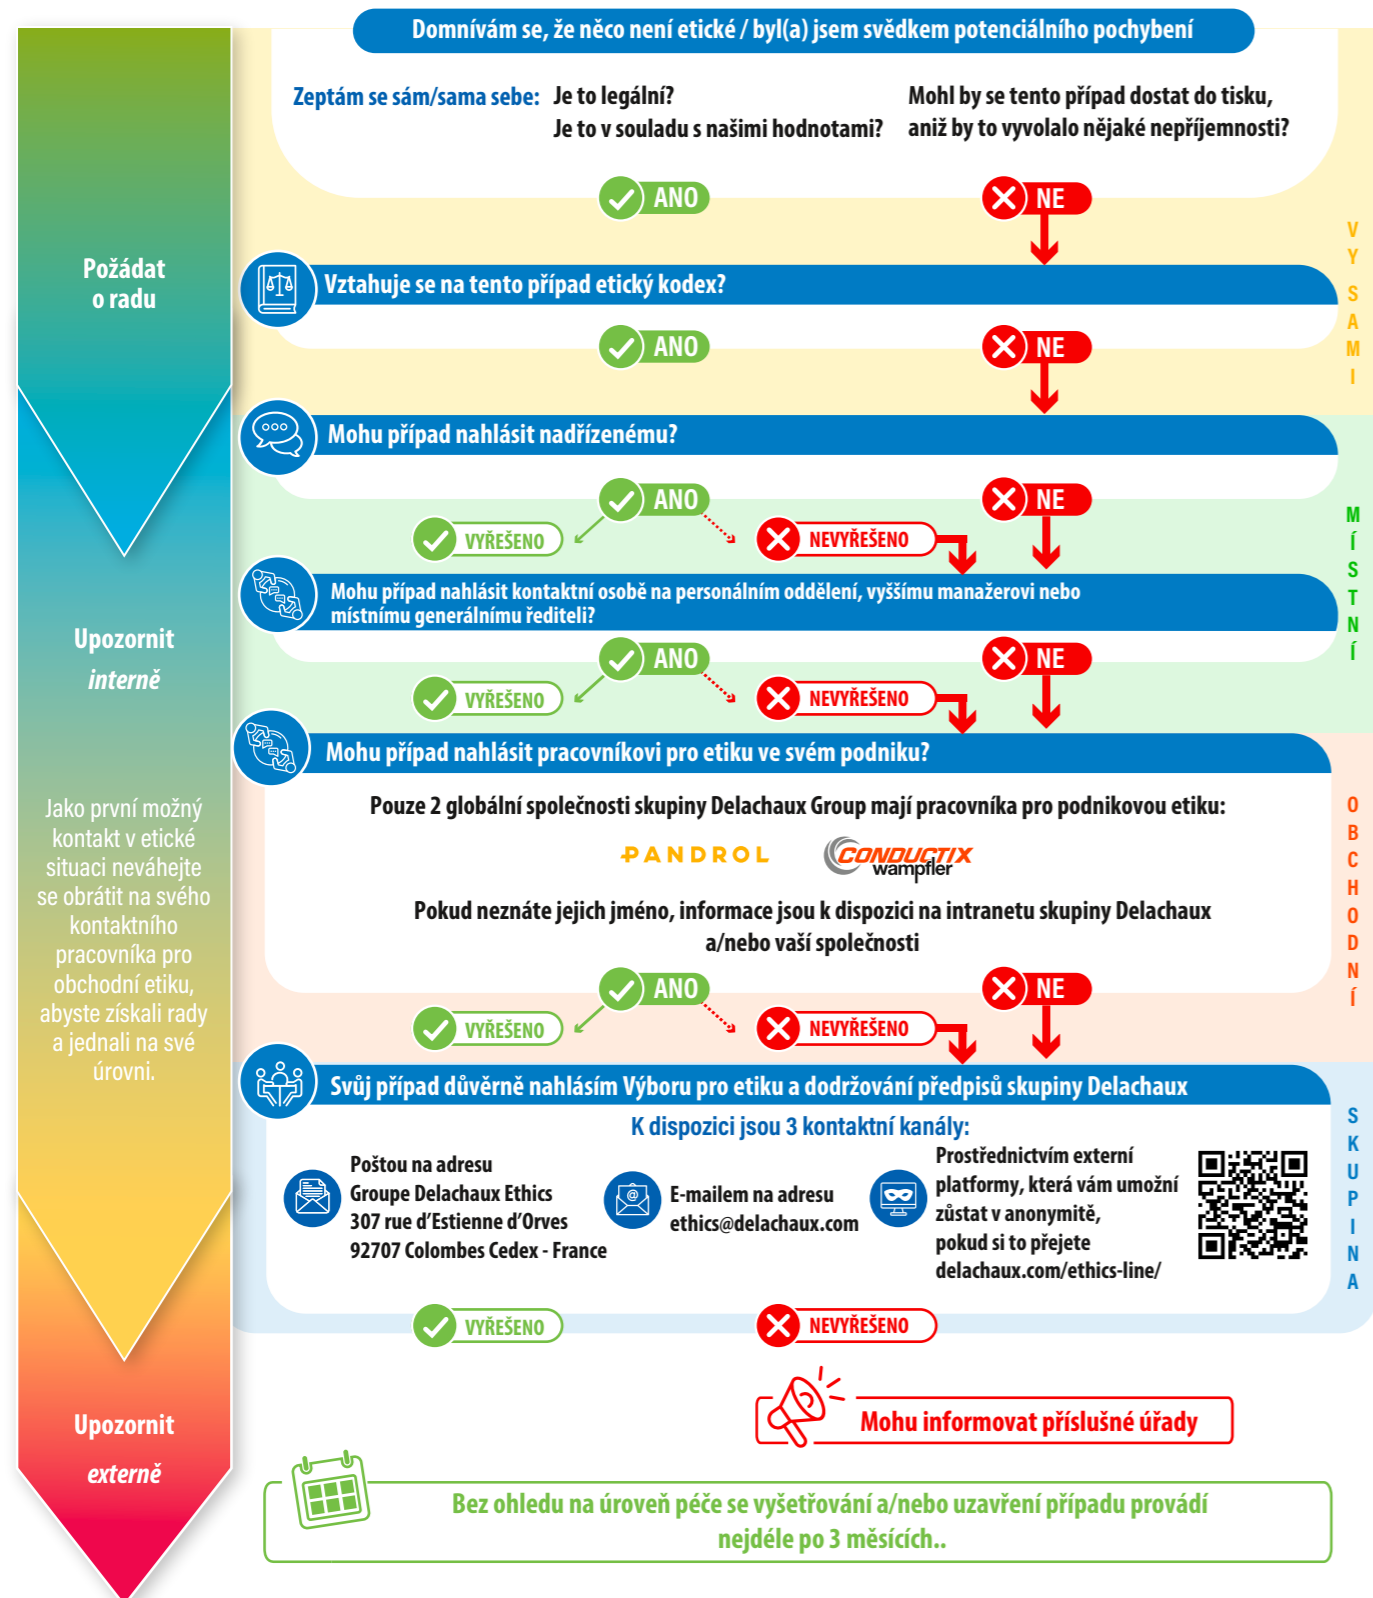 Domnívám se, že něco není etické / byl(a) jsem svědkem potenciálního pochybení
Zeptám se sám/sama sebe:
Je to legální?
Je to v souladu s našimi hodnotami?
Mohl by se tento případ dostat do tisku,
aniž by to vyvolalo nějaké nepříjemnosti?
ANO
NE
Požádat
o radu
Vztahuje se na tento případ etický kodex?
ANO
NE
VY SAMI
Mohu případ nahlásit nadřízenému?
ANO
NE
VYŘEŠENO
NEVYŘEŠENO
Mohu případ nahlásit kontaktní osobě na personálním oddělení, vyššímu manažerovi nebo
místnímu generálnímu řediteli?
ANO
NE
VYŘEŠENO
NEVYŘEŠENO
MÍSTNÍ
Upozornit
interně
Jako první možný
kontakt v etické
situaci neváhejte
se obrátit na svého
kontaktního
pracovníka pro
obchodní etiku,
abyste získali rady
a jednali na své
úrovni.
Mohu případ nahlásit pracovníkovi pro etiku ve svém podniku?
Pouze 2 globální společnosti skupiny Delachaux Group mají pracovníka pro podnikovou etiku:
PANDROL
CONDUCTIX
wampfler
Pokud neznáte jejich jméno, informace jsou k dispozici na intranetu skupiny Delachaux
a/nebo vaší společnosti
ANO
NE
VYŘEŠENO
NEVYŘEŠENO
OBCHODNÍ
Svůj případ důvěrně nahlásím Výboru pro etiku a dodržování předpisů skupiny Delachaux
K dispozici jsou 3 kontaktní kanály:
Poštou na adresu
Groupe Delachaux Ethics
307 rue d’Estienne d’Orves
92707 Colombes Cedex - France
@
E-mailem na adresu
ethics@delachaux.com
Prostřednictvím externí
platformy, která vám umožní
zůstat v anonymitě,
pokud si to přejete
delachaux.com/ethics-line/
SKUPINA
VYŘEŠENO
NEVYŘEŠENO
Mohu informovat příslušné úřady
Upozornit
externě
Bez ohledu na úroveň péče se vyšetřování a/nebo uzavření případu provádí
nejdéle po 3 měsících..